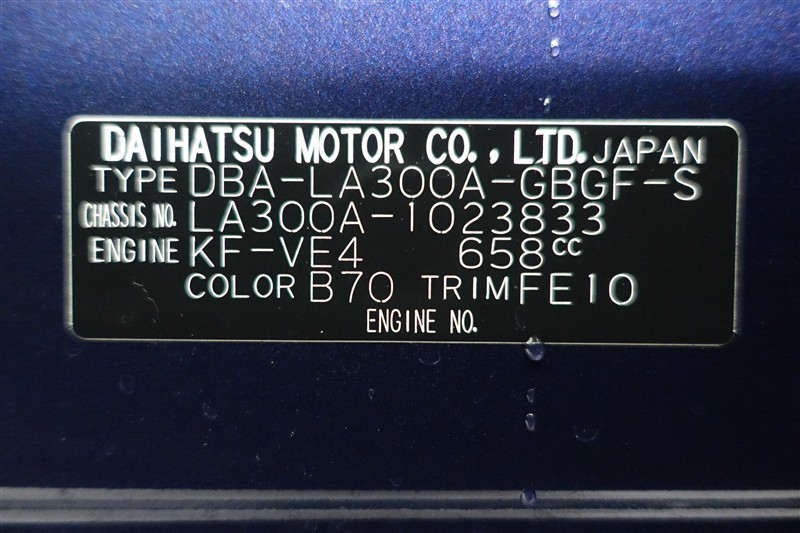 DAIHATSU MOTOR CO., LTD. JAPAN
TYPE DBA-LA300A-GBGF-S
CHASSIS NO. LA300A-1023833
ENGINE KF-VE4 658cc
COLOR B70 TRIM FE10
ENGINE NO.